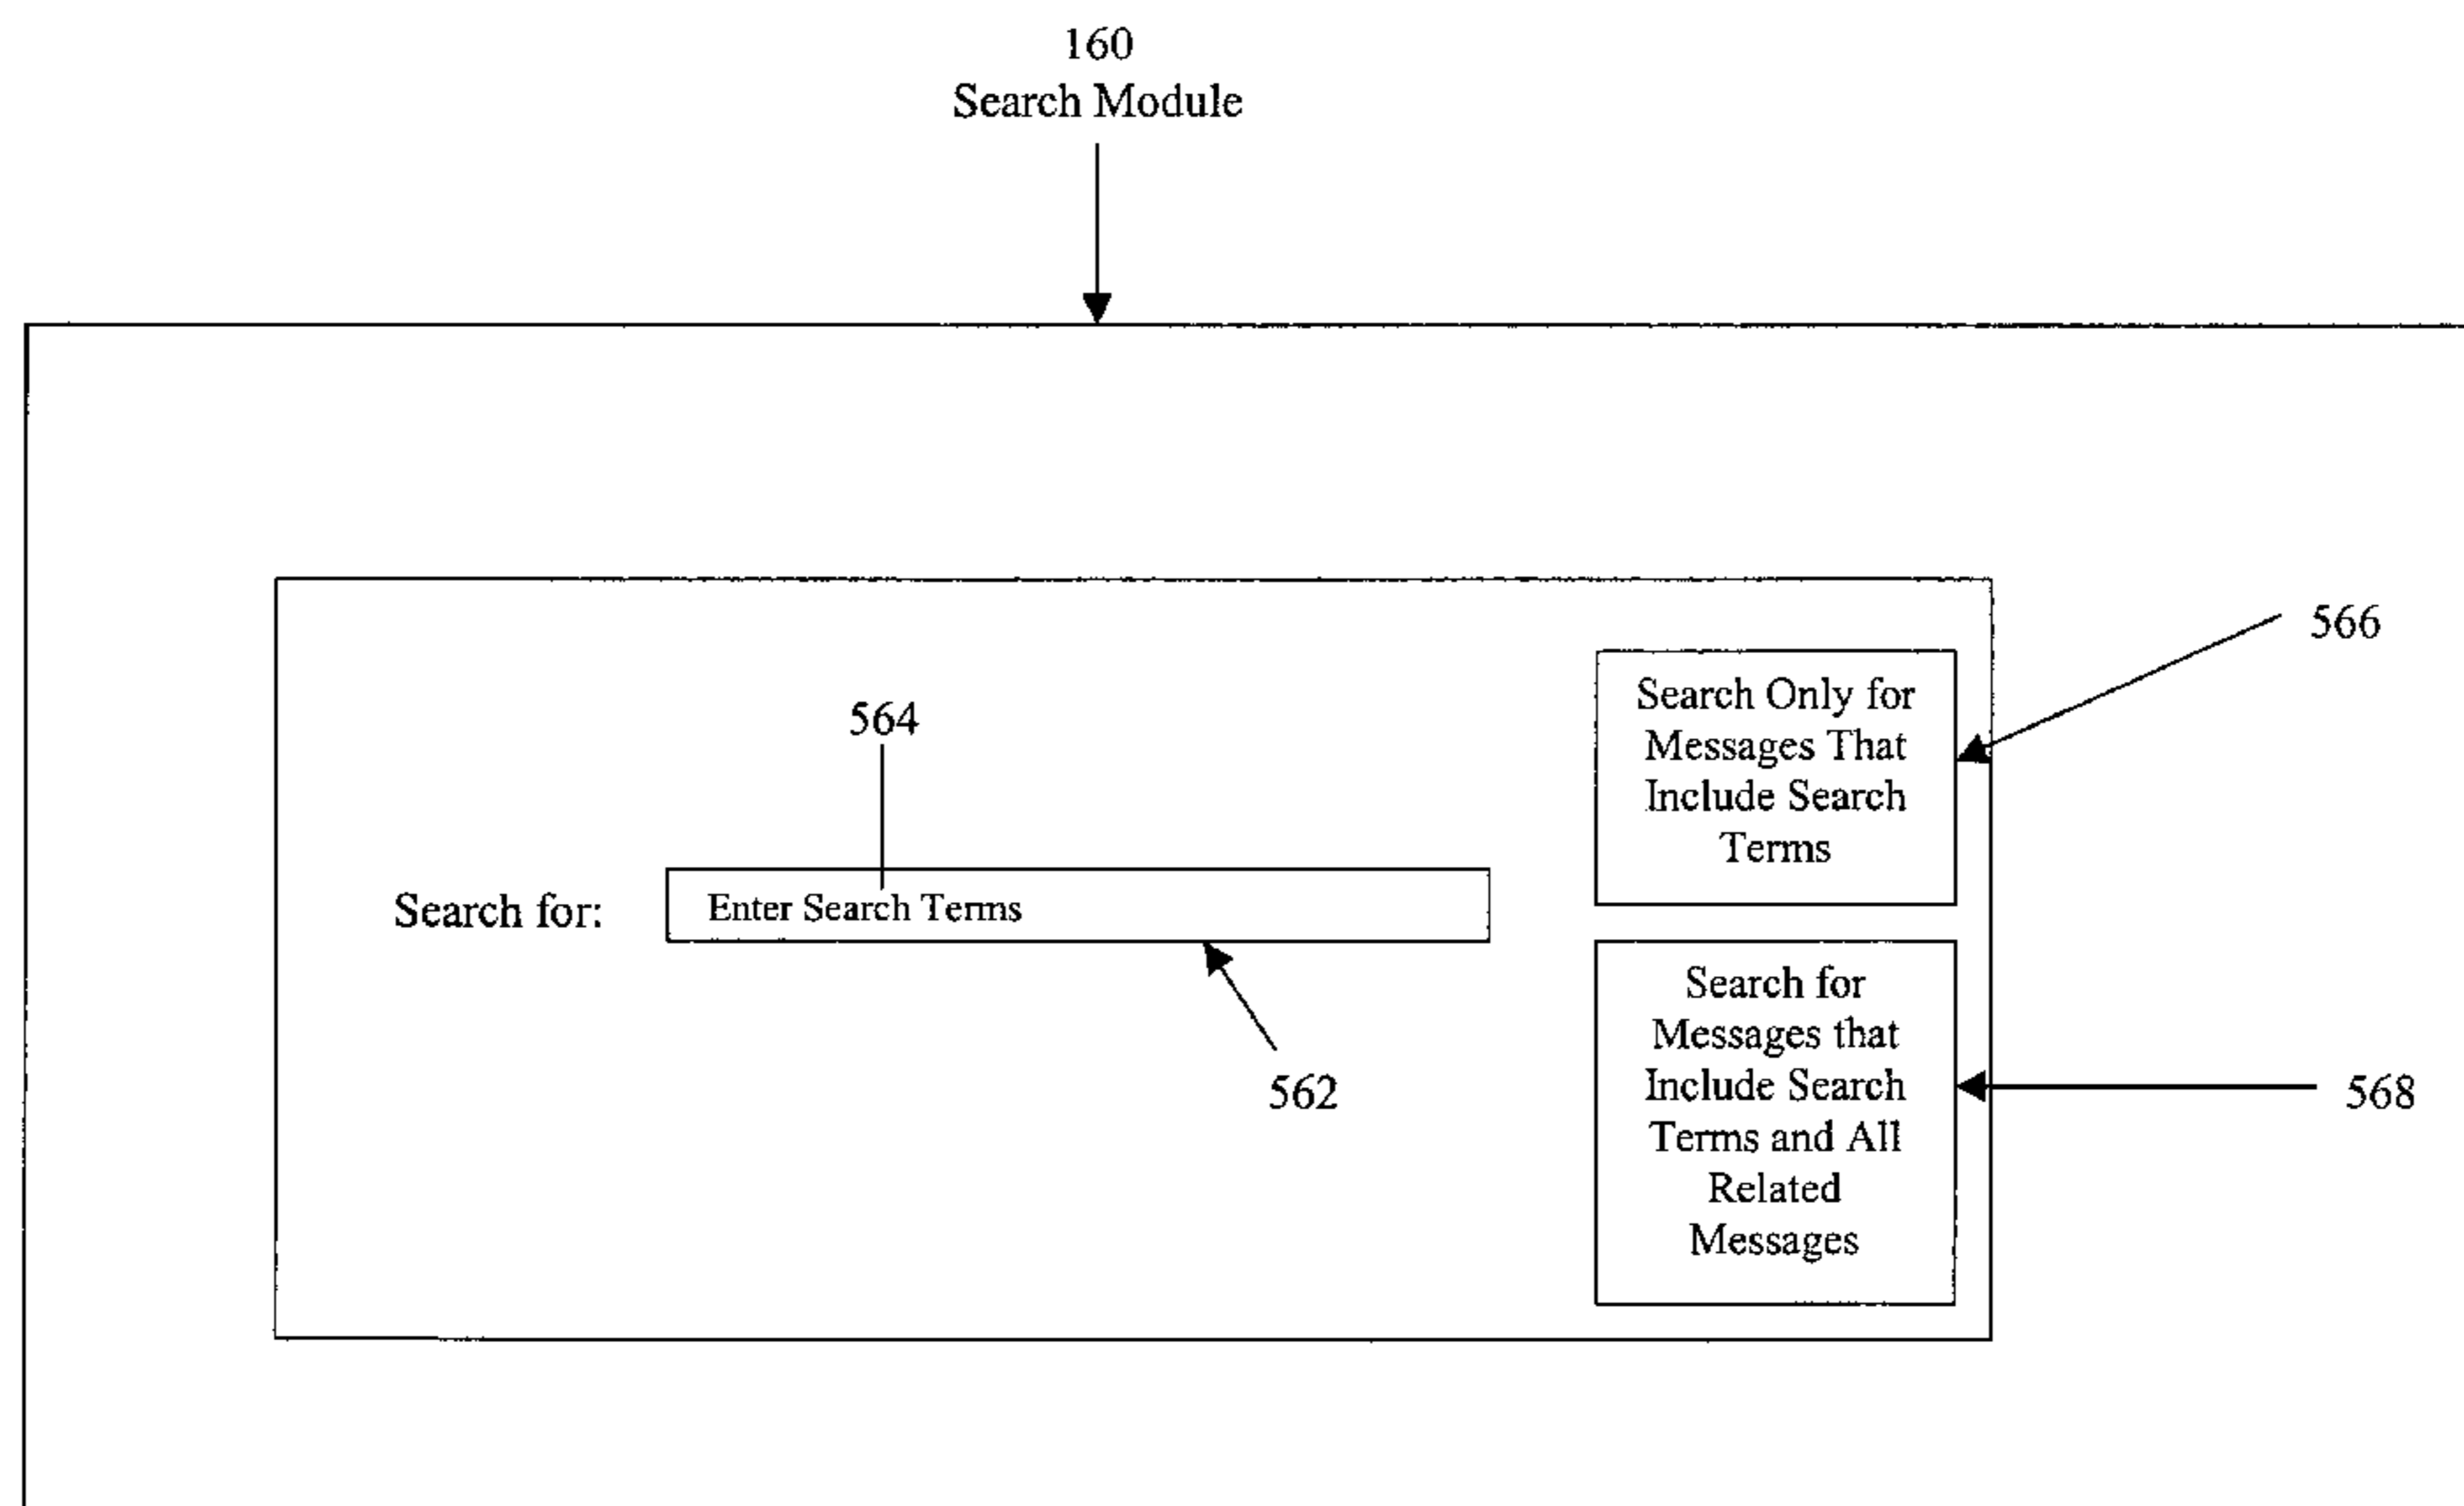 160
Search Module
566
Search Only for
Messages That
Include Search
Terms
564
Search for:
Enter Search Terms
562
Search for
Messages that
Include Search
Terms and All
Related
Messages
568